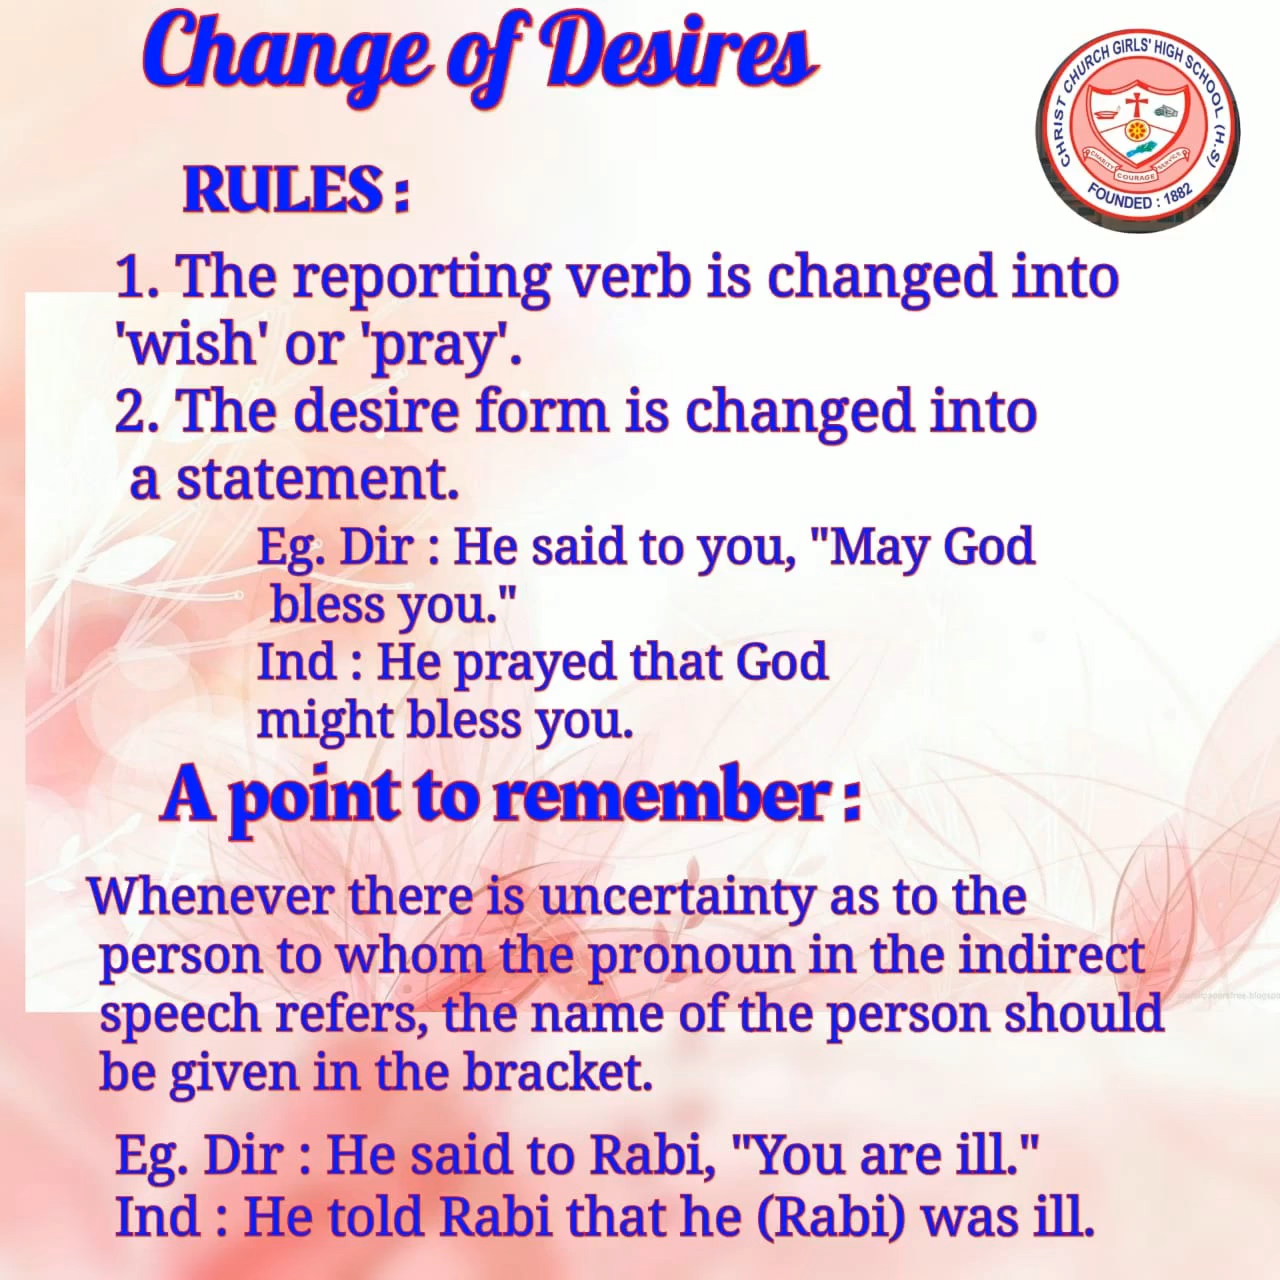 Change of Desires
CHRIST CHURCH GIRLS' HIGH SCHOOL (H.S)
CHARITY
COURAGE
SERVICE
FOUNDED : 1882
RULES :
1. The reporting verb is changed into
'wish' or 'pray'.
2. The desire form is changed into
a statement.
Eg. Dir : He said to you, "May God
bless you."
Ind : He prayed that God
might bless you.
A point to remember :
Whenever there is uncertainty as to the
person to whom the pronoun in the indirect
speech refers, the name of the person should
be given in the bracket.
Eg. Dir : He said to Rabi, "You are ill."
Ind : He told Rabi that he (Rabi) was ill.